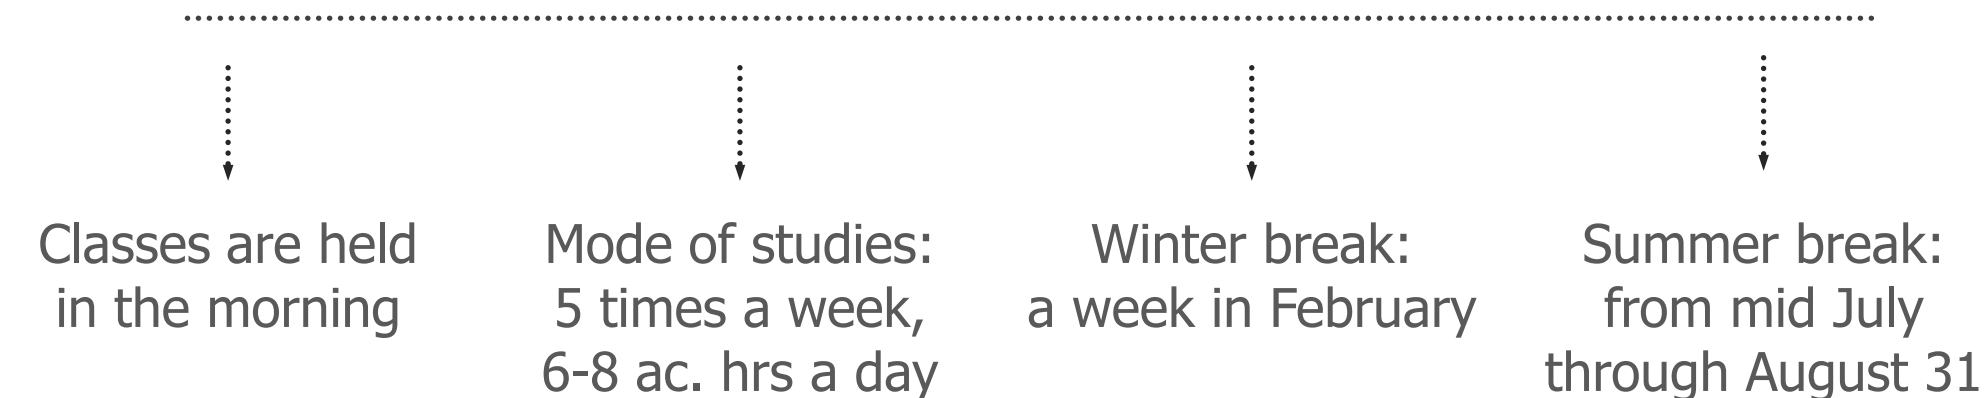 Classes are held
in the morning
Mode of studies:
5 times a week,
6-8 ac. hrs a day
Winter break:
a week in February
Summer break:
from mid July
through August 31